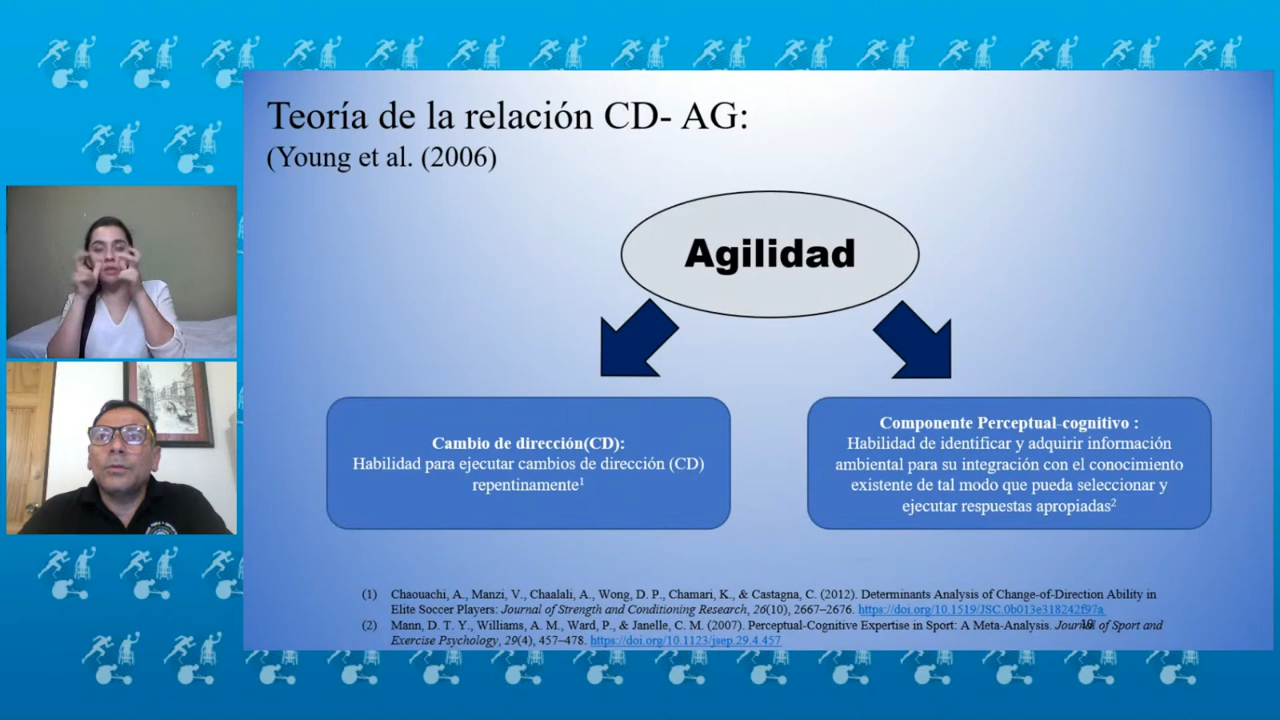 Teoría de la relación CD- AG:
(Young et al. (2006)
Agilidad
Cambio de dirección(CD):
Habilidad para ejecutar cambios de dirección (CD)
repentinamente1
Componente Perceptual-cognitivo :
Habilidad de identificar y adquirir información
ambiental para su integración con el conocimiento
existente de tal modo que pueda seleccionar y
ejecutar respuestas apropiadas2
(1) Chaouachi, A., Manzi, V., Chaalali, A., Wong, D. P., Chamari, K., & Castagna, C. (2012). Determinants Analysis of Change-of-Direction Ability in
Elite Soccer Players: Journal of Strength and Conditioning Research, 26(10), 2667–2676. https://doi.org/10.1519/JSC.0b013e318242f97a
(2) Mann, D. T. Y., Williams, A. M., Ward, P., & Janelle, C. M. (2007). Perceptual-Cognitive Expertise in Sport: A Meta-Analysis. Journal of Sport and
Exercise Psychology, 29(4), 457–478. https://doi.org/10.1123/jsep.29.4.457